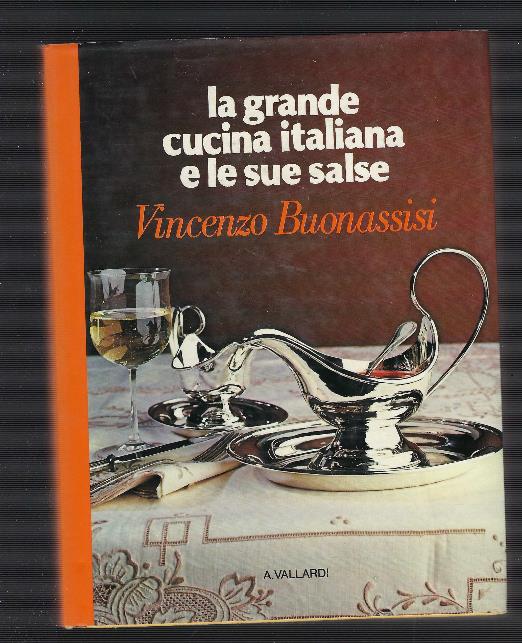 la grande
cucina italiana
e le sue salse
Vincenzo Buonassisi
A.VALLARDI